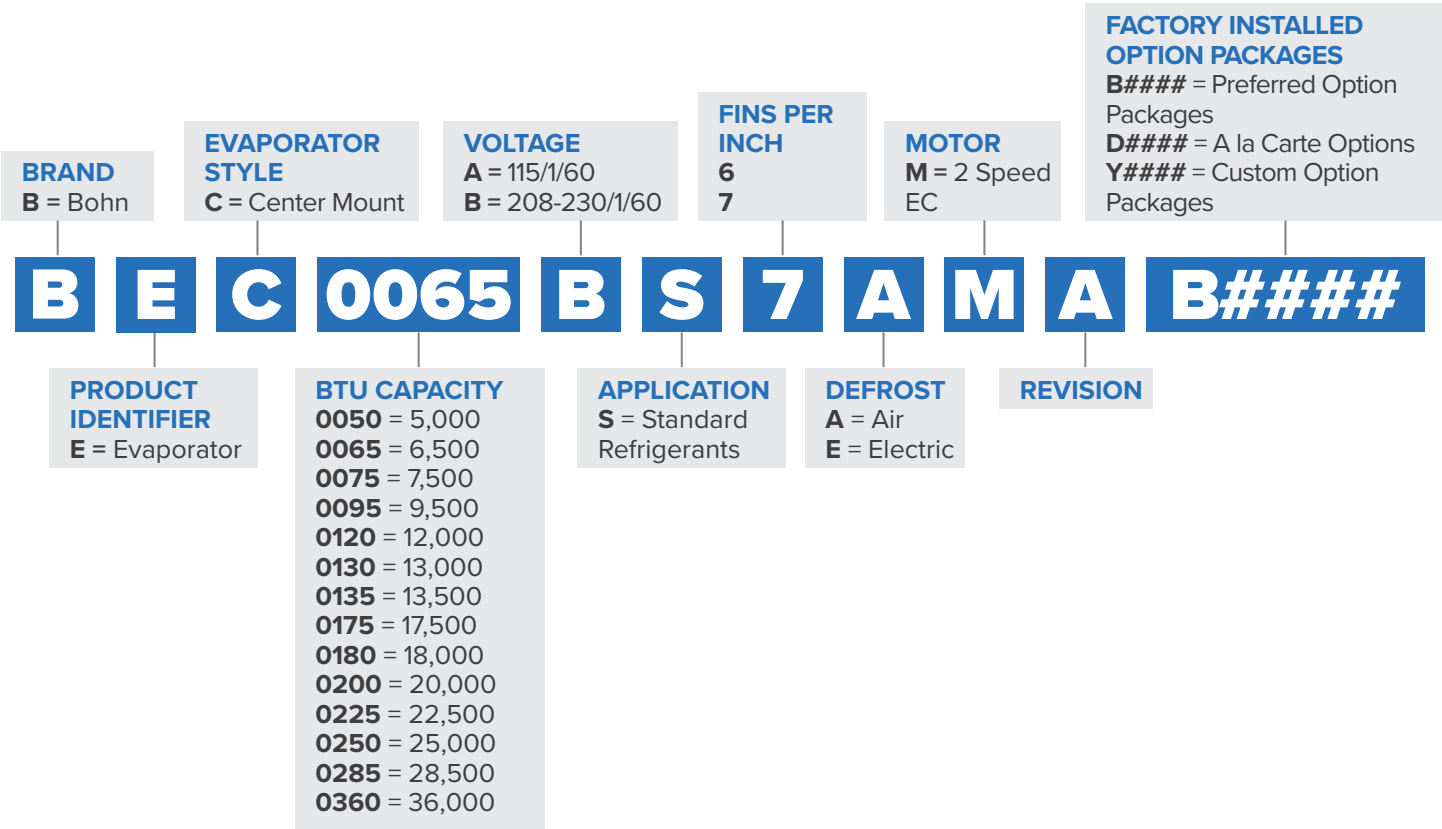 BRAND
B = Bohn
EVAPORATOR
STYLE
C = Center Mount
VOLTAGE
A = 115/1/60
B = 208-230/1/60
FINS PER
INCH
6
7
MOTOR
M = 2 Speed
EC
FACTORY INSTALLED
OPTION PACKAGES
B#### = Preferred Option
Packages
D#### = A la Carte Options
Y#### = Custom Option
Packages
B E C 0065 B S 7 A M A B####
PRODUCT
IDENTIFIER
E = Evaporator
BTU CAPACITY
0050 = 5,000
0065 = 6,500
0075 = 7,500
0095 = 9,500
0120 = 12,000
0130 = 13,000
0135 = 13,500
0175 = 17,500
0180 = 18,000
0200 = 20,000
0225 = 22,500
0250 = 25,000
0285 = 28,500
0360 = 36,000
APPLICATION
S = Standard
Refrigerants
DEFROST
A = Air
E = Electric
REVISION